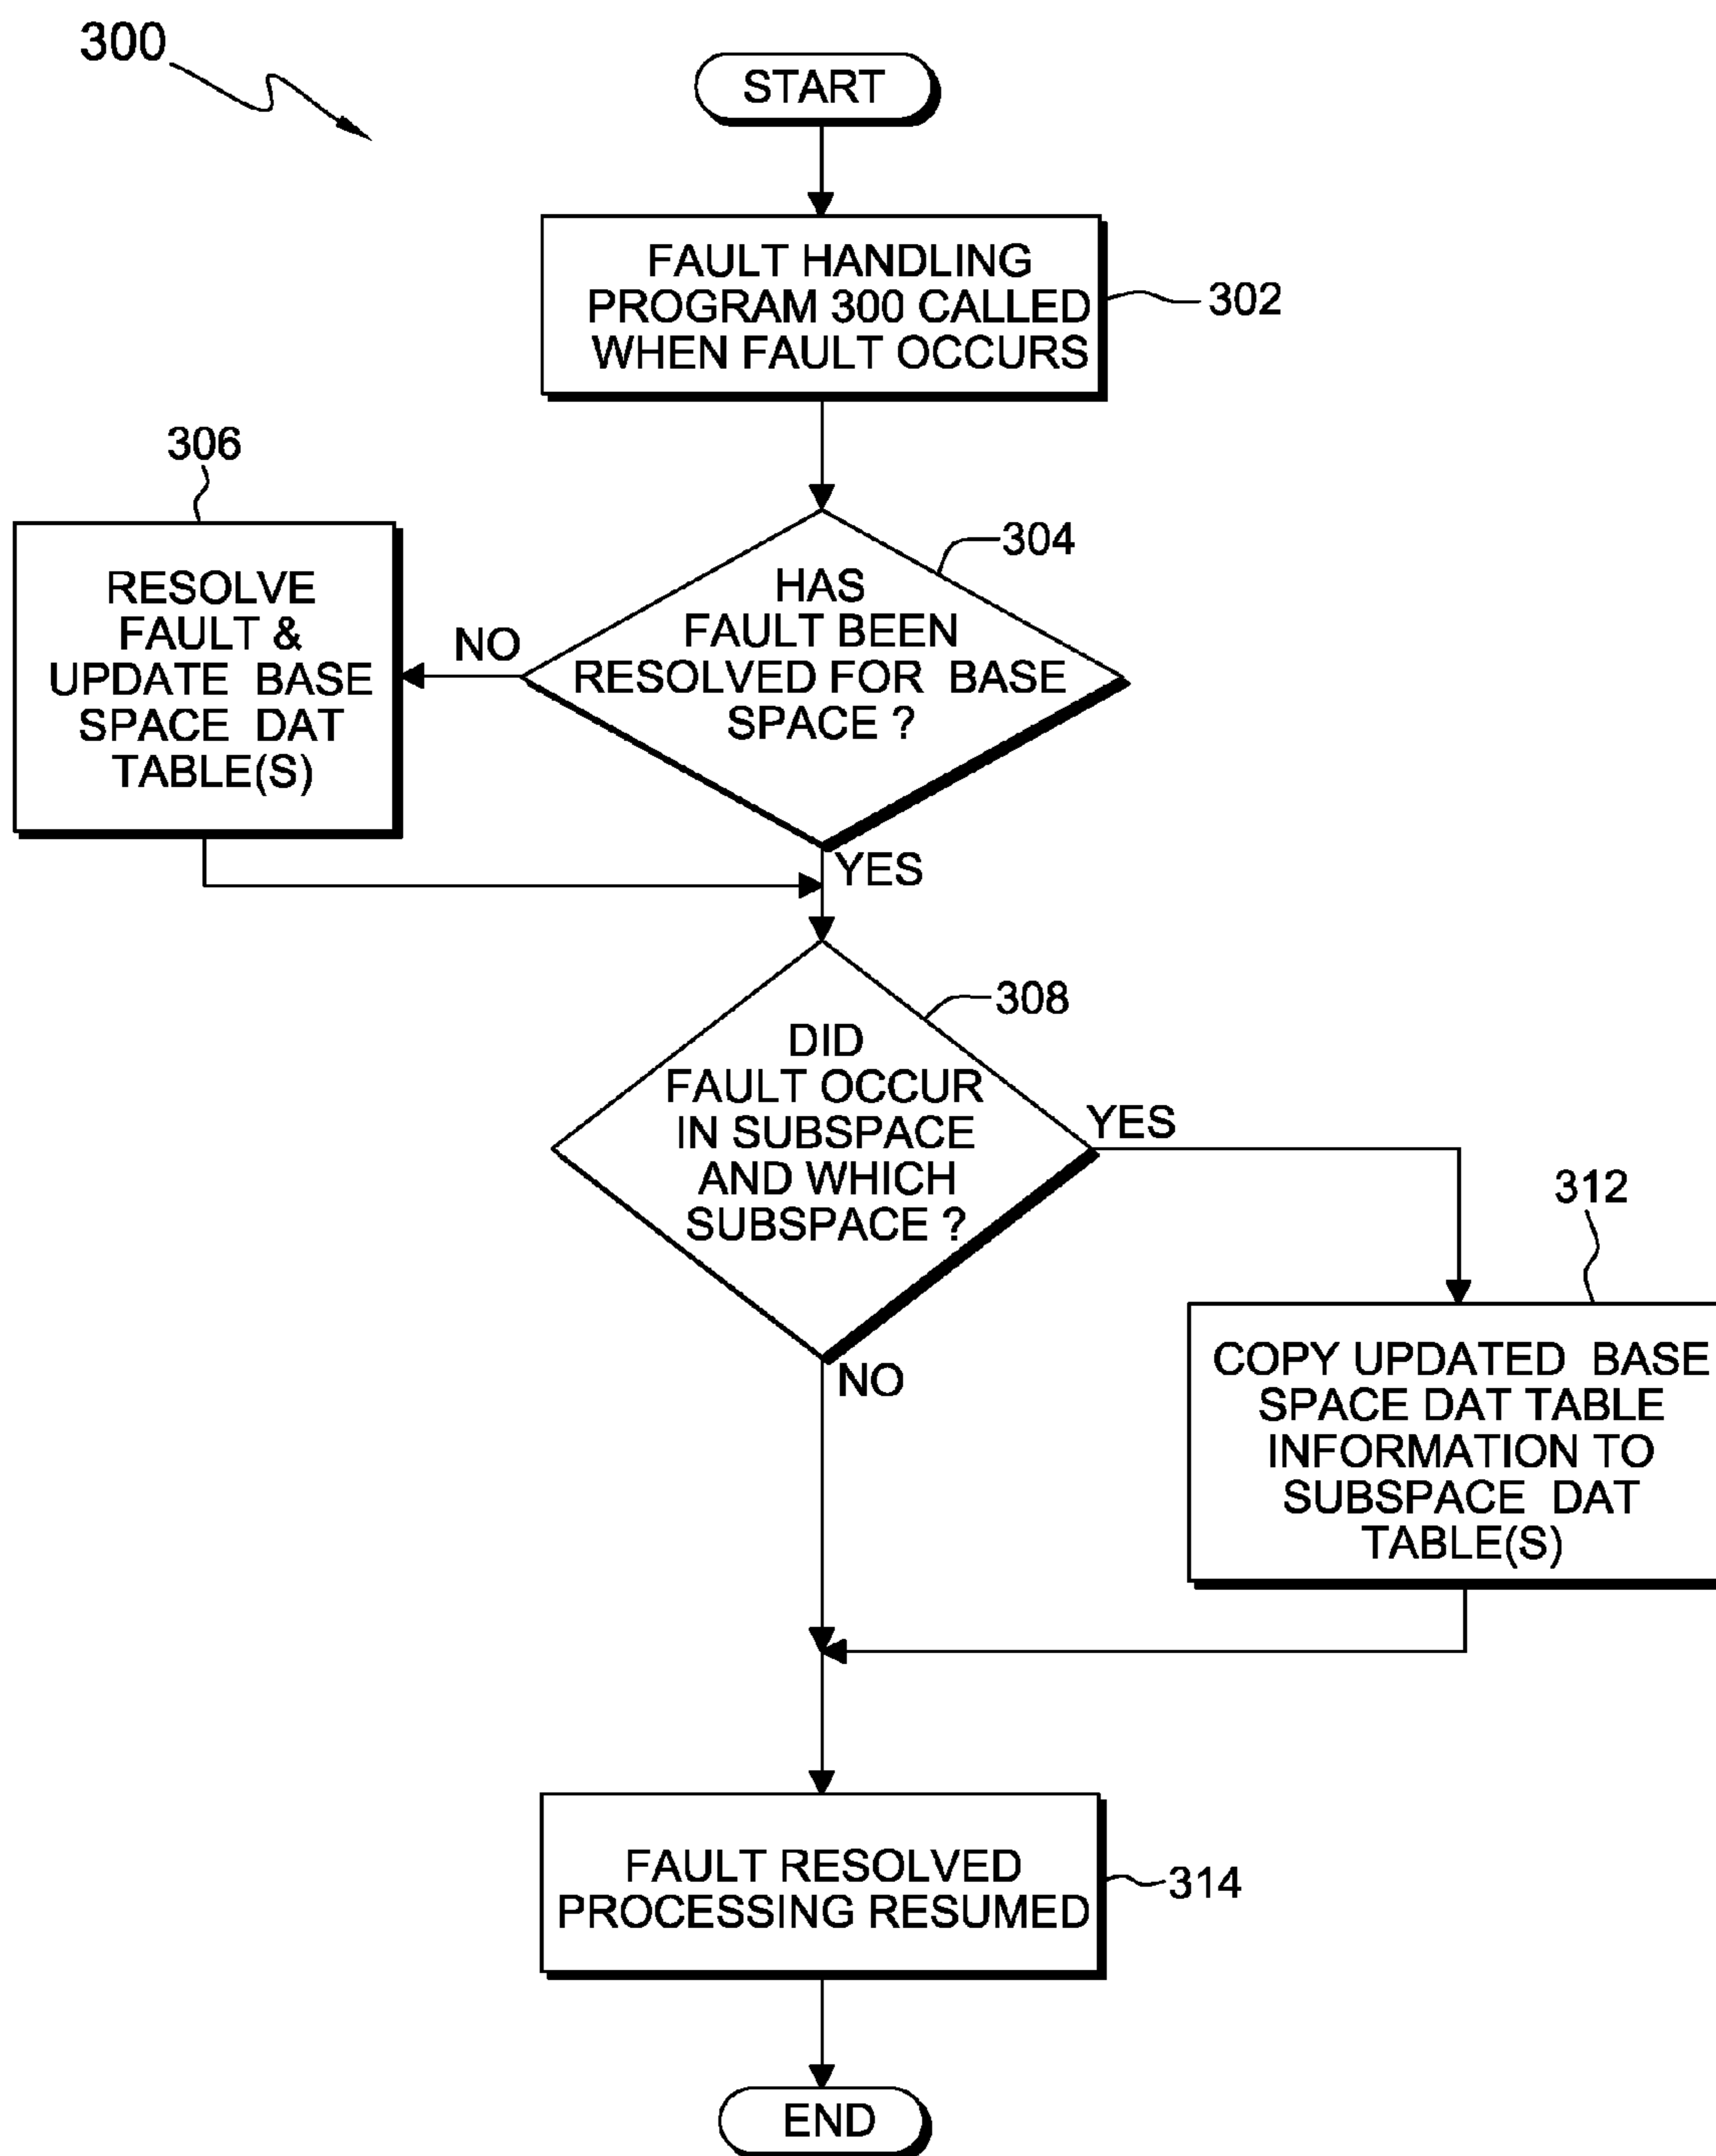 300
START
FAULT HANDLING
PROGRAM 300 CALLED
WHEN FAULT OCCURS
302
306
RESOLVE
FAULT &
UPDATE BASE
SPACE DAT
TABLE(S)
NO
304
HAS
FAULT BEEN
RESOLVED FOR BASE
SPACE ?
YES
308
DID
FAULT OCCUR
IN SUBSPACE
AND WHICH
SUBSPACE ?
YES
NO
312
COPY UPDATED BASE
SPACE DAT TABLE
INFORMATION TO
SUBSPACE DAT
TABLE(S)
FAULT RESOLVED
PROCESSING RESUMED
314
END